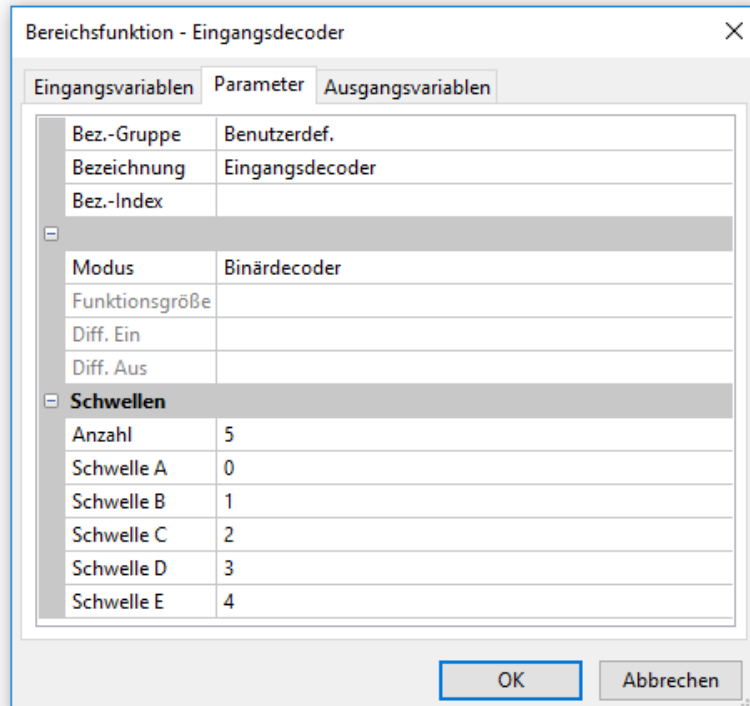 Bereichsfunktion - Eingangsdecoder
Eingangsvariablen Parameter Ausgangsvariablen
Bez.-Gruppe Benutzerdef.
Bezeichnung Eingangsdecoder
Bez.-Index
Modus Binärdecoder
Funktionsgröße
Diff. Ein
Diff. Aus
Schwellen
Anzahl 5
Schwelle A 0
Schwelle B 1
Schwelle C 2
Schwelle D 3
Schwelle E 4
OK Abbrechen